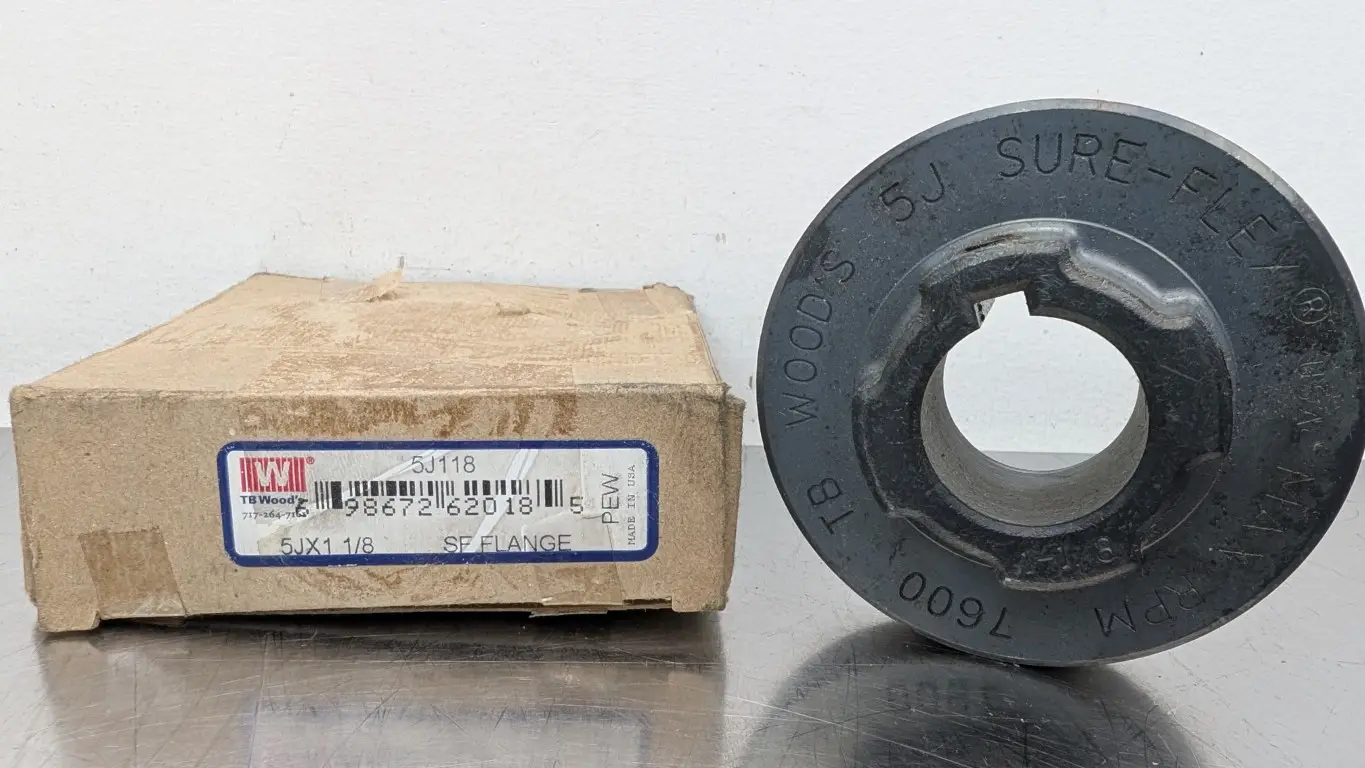 5J118
W®
TB Wood's
6 98672 62018 5
5JX1 1/8 SF FLANGE
PEW
MADE IN USA
TB WOOD'S 5J SURE-FLEX®
7600 RPM MAX